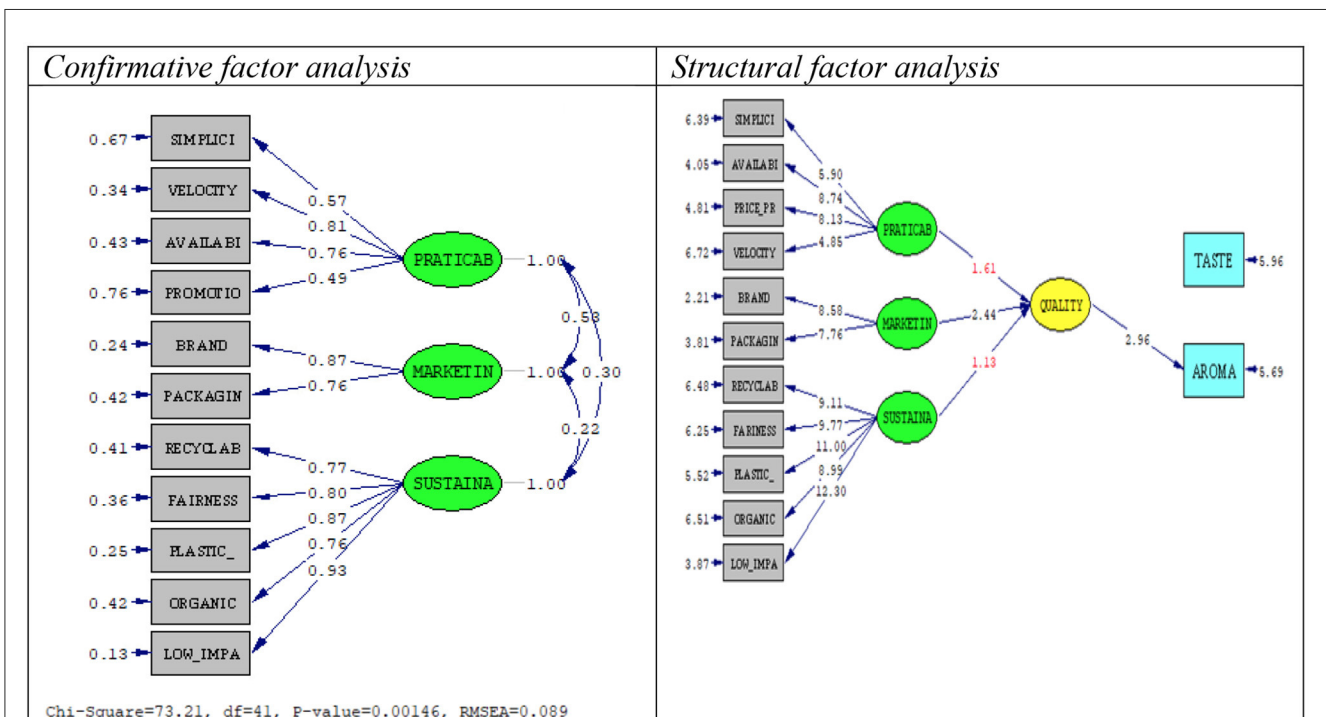 Confirmative factor analysis
0.67 SIMPLICI
0.34 VELOCITY
0.43 AVAILABI
0.76 PROMOTIO
0.24 BRAND
0.42 PACKAGIN
0.41 RECYCLAB
0.36 FAIRNESS
0.25 PLASTIC_
0.42 ORGANIC
0.13 LOW_IMPA
0.57
0.81
0.76
0.49
0.87
0.76
0.77
0.80
0.87
0.76
0.93
PRATICAB 1.00
MARKETIN 1.00
SUSTAINA 1.00
0.53
0.30
0.22
Chi-Square=73.21, df=41, P-value=0.00146, RMSEA=0.089
Structural factor analysis
6.39 SIMPLICI
4.05 AVAILABI
4.81 PRICE_PR
6.72 VELOCITY
2.21 BRAND
3.81 PACKAGIN
6.48 RECYCLAB
6.25 FARINESS
5.52 PLASTIC_
6.51 ORGANIC
3.87 LOW_IMPA
5.90
8.74
8.13
4.85
8.58
7.76
9.11
9.77
11.00
8.99
12.30
PRATICAB
MARKETIN
SUSTAINA
1.61
2.44
1.13
QUALITY
2.96
TASTE 5.96
AROMA 5.69